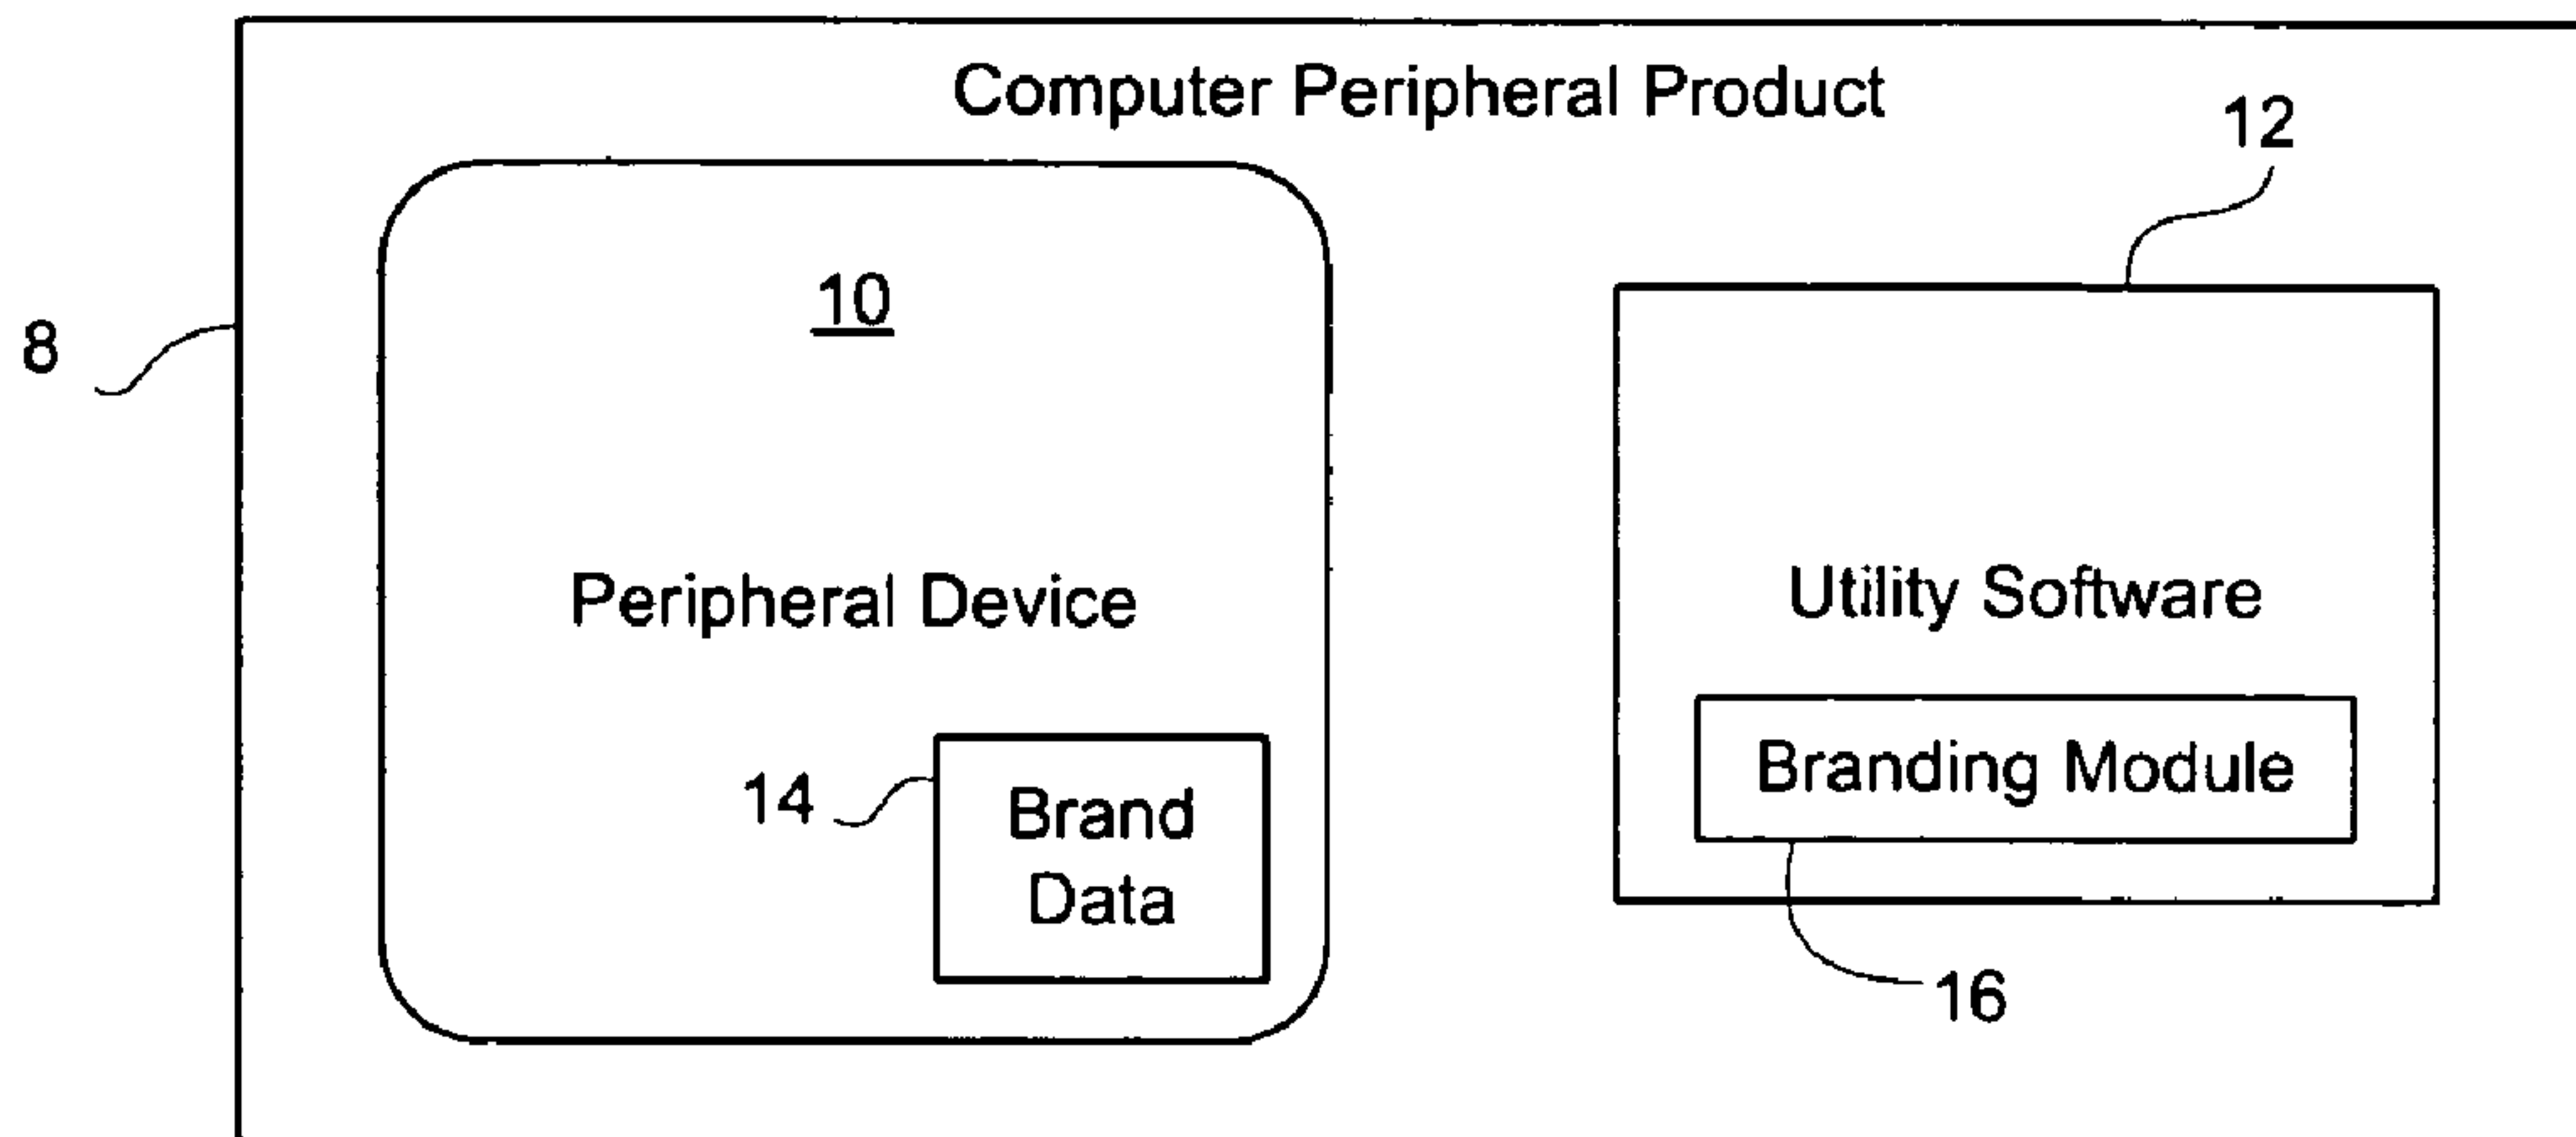 Computer Peripheral Product
12
10
8
Peripheral Device
Utility Software
14
Brand
Data
Branding Module
16